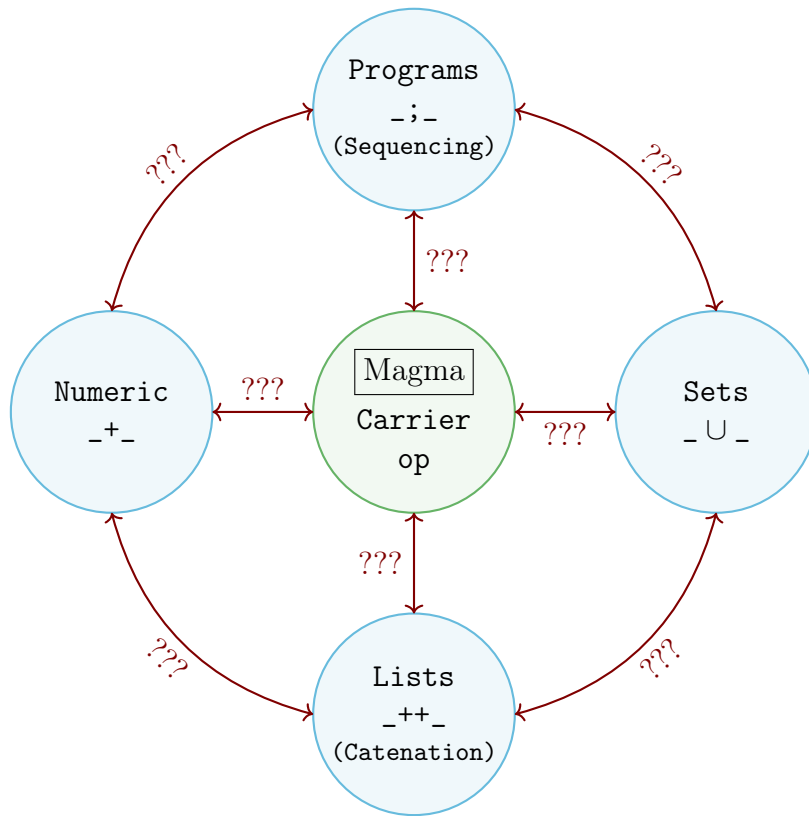 Programs
_;_
(Sequencing)
???
???
???
Numeric
_+_
???
Magma
Carrier
op
???
Sets
_ ∪ _
???
???
???
Lists
_++_
(Catenation)